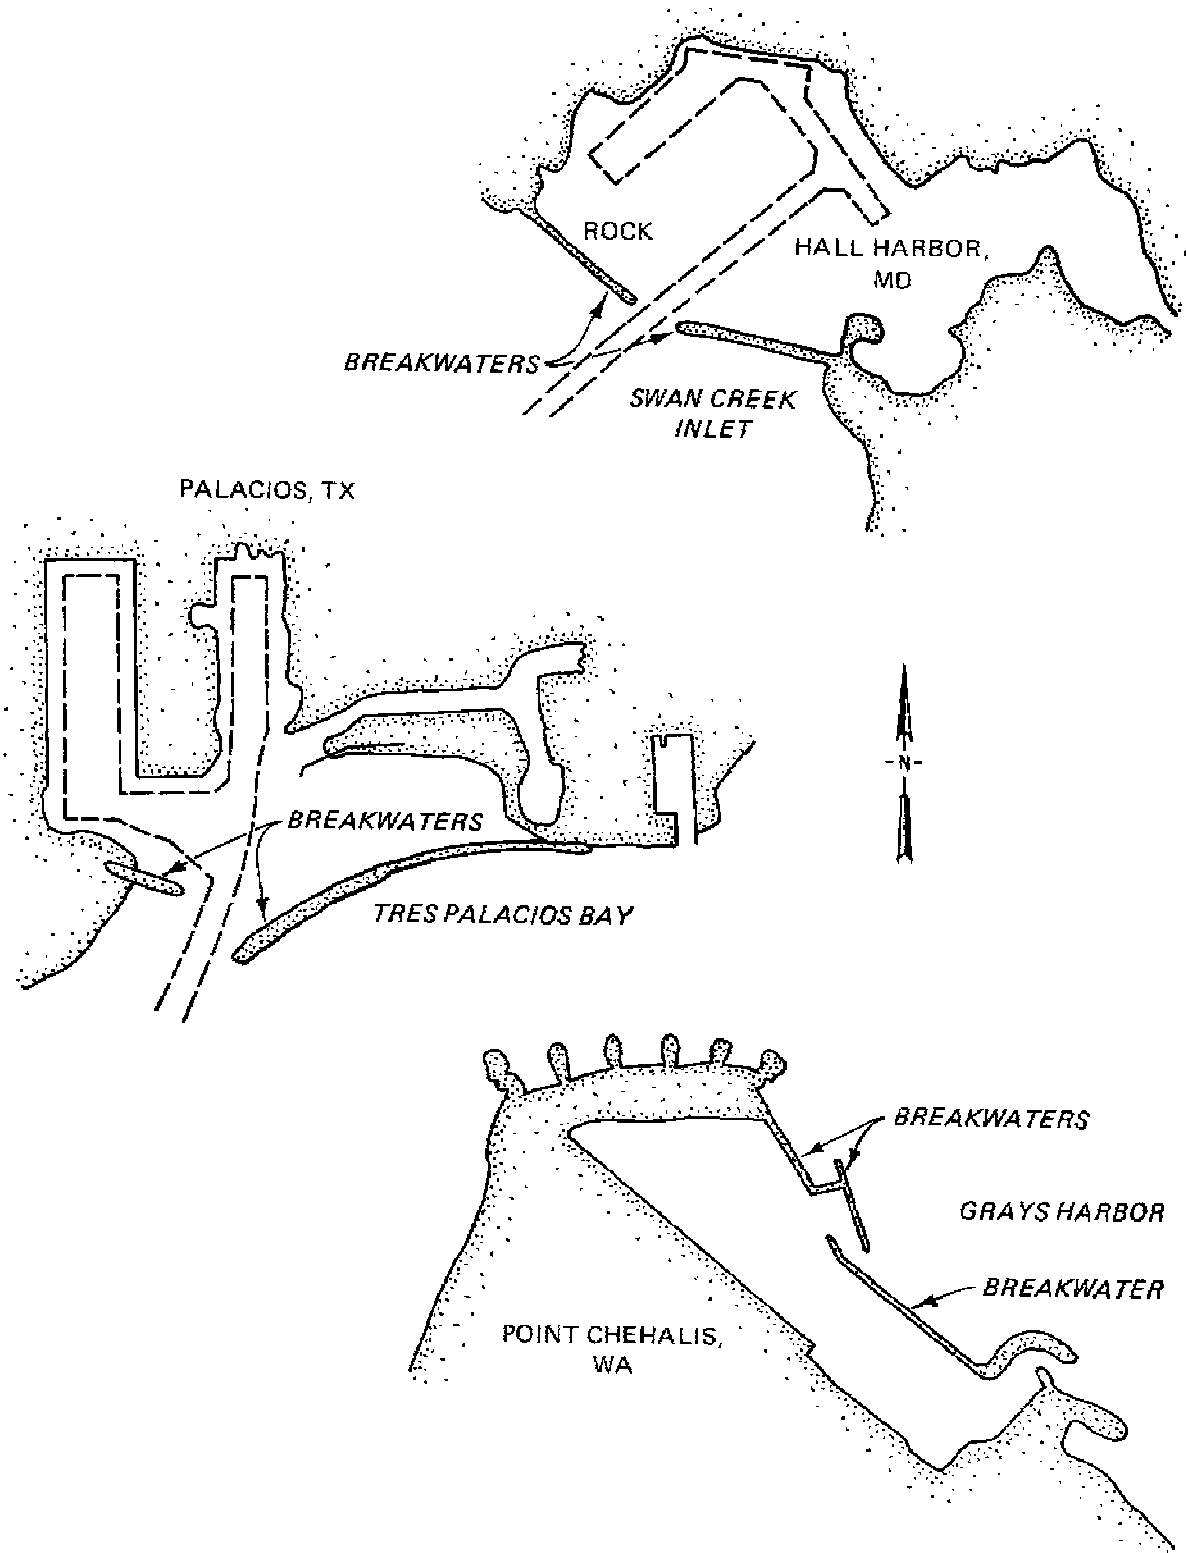 ROCK
HALL HARBOR,
MD
BREAKWATERS
SWAN CREEK
INLET
PALACIOS, TX
BREAKWATERS
TRES PALACIOS BAY
N
BREAKWATERS
GRAYS HARBOR
BREAKWATER
POINT CHEHALIS,
WA